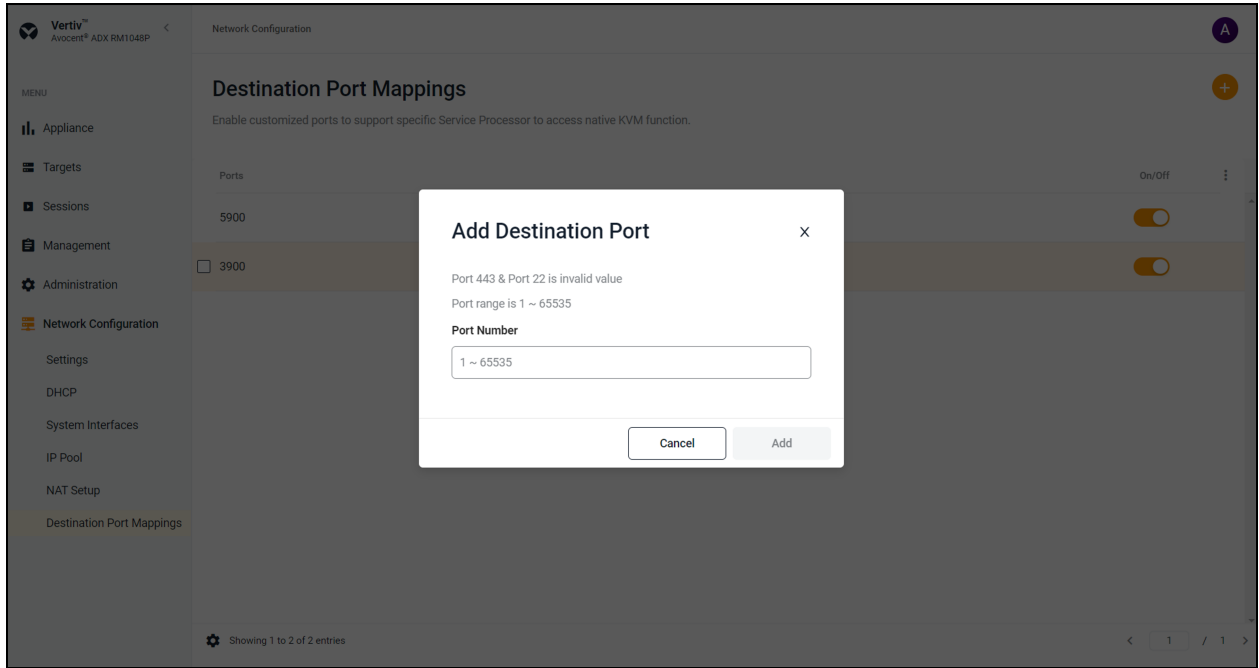 Vertiv™
Avocent® ADX RM1048P
Network Configuration
A
MENU
Appliance
Targets
Sessions
Management
Administration
Network Configuration
Settings
DHCP
System Interfaces
IP Pool
NAT Setup
Destination Port Mappings
Destination Port Mappings
Enable customized ports to support specific Service Processor to access native KVM function.
Ports On/Off
5900
3900
Add Destination Port X
Port 443 & Port 22 is invalid value
Port range is 1 ~ 65535
Port Number
1 ~ 65535
Cancel Add
Showing 1 to 2 of 2 entries
1 / 1